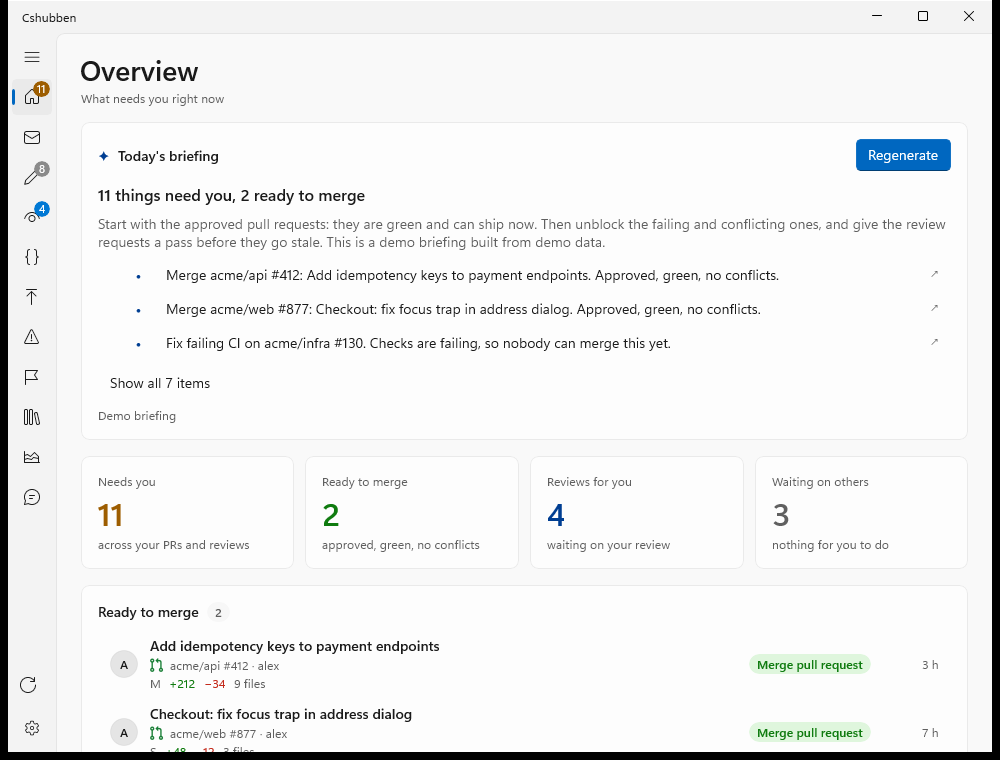 Cshubben
11
Overview
What needs you right now
Today's briefing
Regenerate
8
11 things need you, 2 ready to merge
4
Start with the approved pull requests: they are green and can ship now. Then unblock the failing and conflicting ones, and give the review
requests a pass before they go stale. This is a demo briefing built from demo data.
• Merge acme/api #412: Add idempotency keys to payment endpoints. Approved, green, no conflicts.
• Merge acme/web #877: Checkout: fix focus trap in address dialog. Approved, green, no conflicts.
• Fix failing CI on acme/infra #130. Checks are failing, so nobody can merge this yet.
Show all 7 items
Demo briefing
Needs you
11
across your PRs and reviews
Ready to merge
2
approved, green, no conflicts
Reviews for you
4
waiting on your review
Waiting on others
3
nothing for you to do
Ready to merge 2
A
Add idempotency keys to payment endpoints
acme/api #412 · alex
M +212 −34 9 files
Merge pull request
3 h
A
Checkout: fix focus trap in address dialog
acme/web #877 · alex
S +48 −12 3 files
Merge pull request
7 h